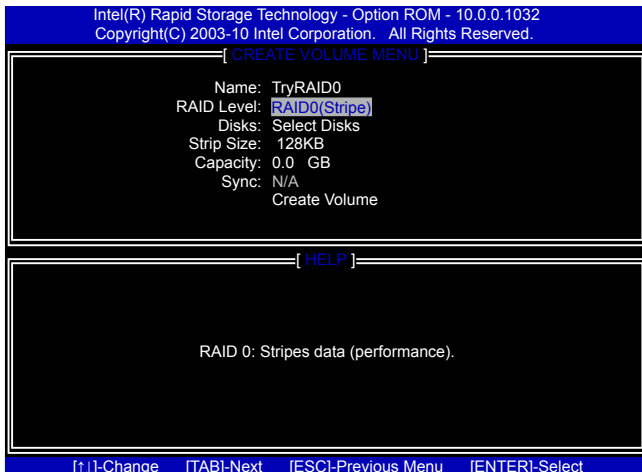 Intel(R) Rapid Storage Technology - Option ROM - 10.0.0.1032
Copyright(C) 2003-10 Intel Corporation. All Rights Reserved.
[ CREATE VOLUME MENU ]
Name: TryRAID0
RAID Level: RAID0(Stripe)
Disks: Select Disks
Strip Size: 128KB
Capacity: 0.0 GB
Sync: N/A
Create Volume
[ HELP ]
RAID 0: Stripes data (performance).
[↑↓]-Change [TAB]-Next [ESC]-Previous Menu [ENTER]-Select